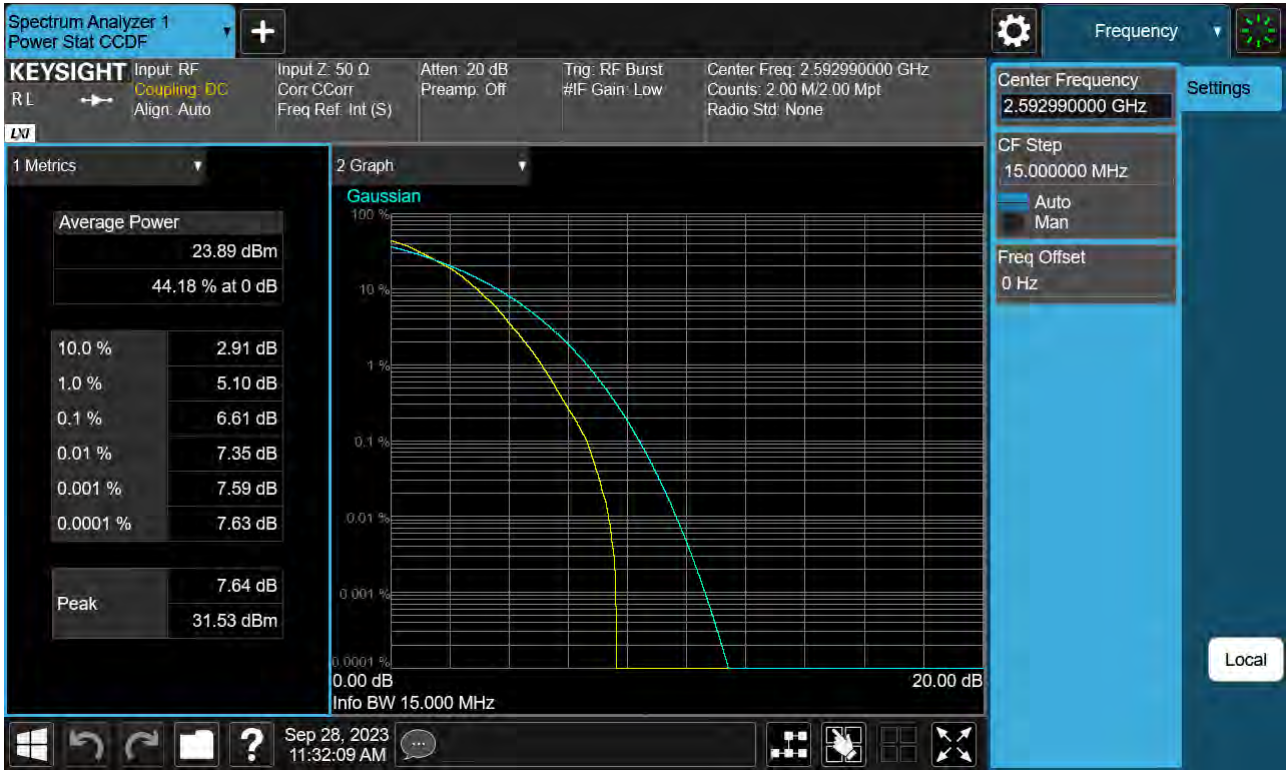 Spectrum Analyzer 1
Power Stat CCDF
Frequency
KEYSIGHT
RL
LXI
Input: RF
Coupling: DC
Align: Auto
Input Z: 50 Ω
Corr CCorr
Freq Ref: Int (S)
Atten: 20 dB
Preamp: Off
Trig: RF Burst
#IF Gain: Low
Center Freq: 2.592990000 GHz
Counts: 2.00 M/2.00 Mpt
Radio Std: None
Center Frequency
2.592990000 GHz
Settings
CF Step
15.000000 MHz
Auto
Man
Freq Offset
0 Hz
Local
1 Metrics
Average Power
23.89 dBm
44.18 % at 0 dB
10.0 % 2.91 dB
1.0 % 5.10 dB
0.1 % 6.61 dB
0.01 % 7.35 dB
0.001 % 7.59 dB
0.0001 % 7.63 dB
Peak 7.64 dB
31.53 dBm
2 Graph
Gaussian
100 %
10 %
1 %
0.1 %
0.01 %
0.001 %
0.0001 %
0.00 dB 20.00 dB
Info BW 15.000 MHz
?
Sep 28, 2023
11:32:09 AM